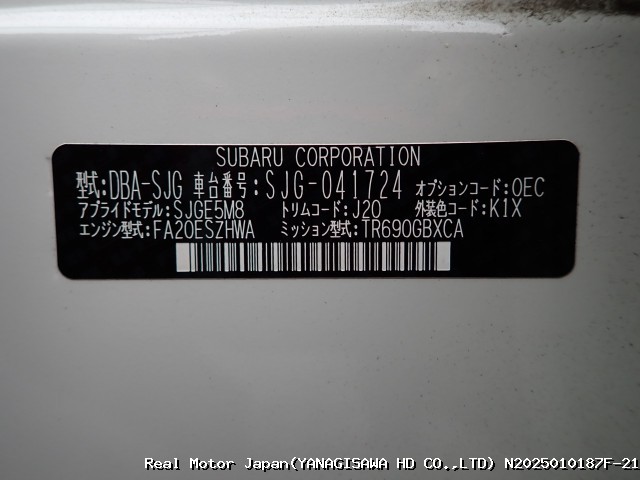 SUBARU CORPORATION
型式:DBA-SJG 車台番号:SJG-041724 オプションコード:OEC
アプライドモデル:SJGE5M8 トリムコード:J20 外装色コード:K1X
エンジン型式:FA20ESZHWA ミッション型式:TR690GBXCA
Real Motor Japan(YANAGISAWA HD CO.,LTD) N2025010187F-21